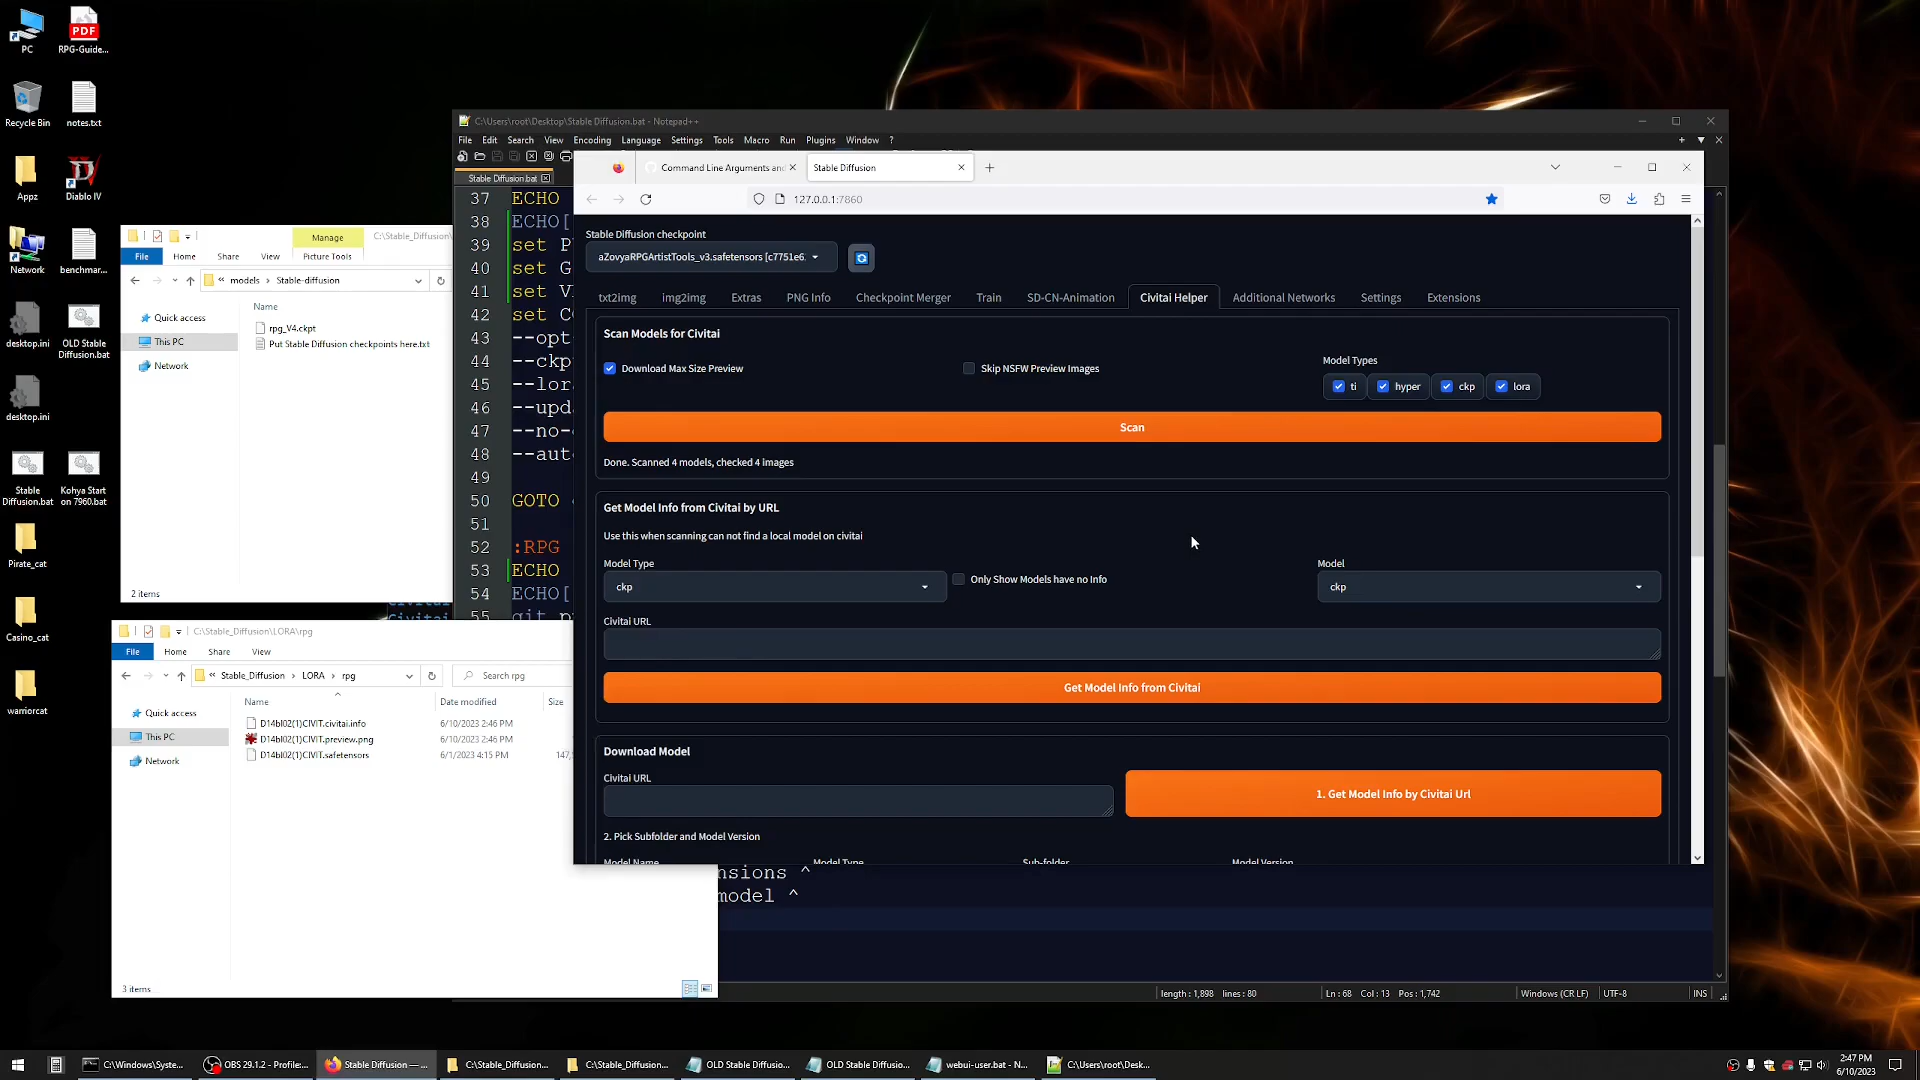 PC
RPG-Guide...
Recycle Bin
notes.txt
Appz
Diablo IV
Network
benchmar...
desktop.ini
OLD Stable
Diffusion.bat
desktop.ini
Stable
Diffusion.bat
Kohya Start
on 7960.bat
Pirate_cat
Casino_cat
warriorcat
PDF
C:\Users\root\Desktop\Stable Diffusion.bat - Notepad++
File Edit Search View Encoding Language Settings Tools Macro Run Plugins Window ?
Stable Diffusion.bat
37 ECHO
38 ECHO[
39 set P
40 set G
41 set V
42 set C
43 --opt
44 --ckp
45 --lor
46 --upd
47 --no-
48 --aut
49
50 GOTO
51
52 :RPG
53 ECHO
54 ECHO[
55 git p
nsions ^
model ^
length : 1,898 lines : 80
Ln : 68 Col : 13 Pos : 1,742
Windows (CR LF)
UTF-8
INS
Manage
C:\Stable_Diffusion\
File Home Share View Picture Tools
« models › Stable-diffusion
Name
Quick access
This PC
Network
rpg_V4.ckpt
Put Stable Diffusion checkpoints here.txt
2 items
C:\Stable_Diffusion\LORA\rpg
File Home Share View
« Stable_Diffusion › LORA › rpg
Search rpg
Name Date modified Size
Quick access
This PC
Network
D14bl02(1)CIVIT.civitai.info 6/10/2023 2:46 PM
D14bl02(1)CIVIT.preview.png 6/10/2023 2:46 PM
D14bl02(1)CIVIT.safetensors 6/1/2023 4:15 PM 147,
3 items
Command Line Arguments and
Stable Diffusion
127.0.0.1:7860
Stable Diffusion checkpoint
aZovyaRPGArtistTools_v3.safetensors [c7751e6
txt2img img2img Extras PNG Info Checkpoint Merger Train SD-CN-Animation Civitai Helper Additional Networks Settings Extensions
Scan Models for Civitai
Download Max Size Preview
Skip NSFW Preview Images
Model Types
ti hyper ckp lora
Scan
Done. Scanned 4 models, checked 4 images
Get Model Info from Civitai by URL
Use this when scanning can not find a local model on civitai
Model Type
ckp
Only Show Models have no Info
Model
ckp
Civitai URL
Get Model Info from Civitai
Download Model
Civitai URL
1. Get Model Info by Civitai Url
2. Pick Subfolder and Model Version
Model Name Model Type Sub-folder Model Version
C:\Windows\Syste...
OBS 29.1.2 - Profile:...
Stable Diffusion — ...
C:\Stable_Diffusion...
C:\Stable_Diffusion...
OLD Stable Diffusio...
OLD Stable Diffusio...
webui-user.bat - N...
C:\Users\root\Desk...
2:47 PM
6/10/2023